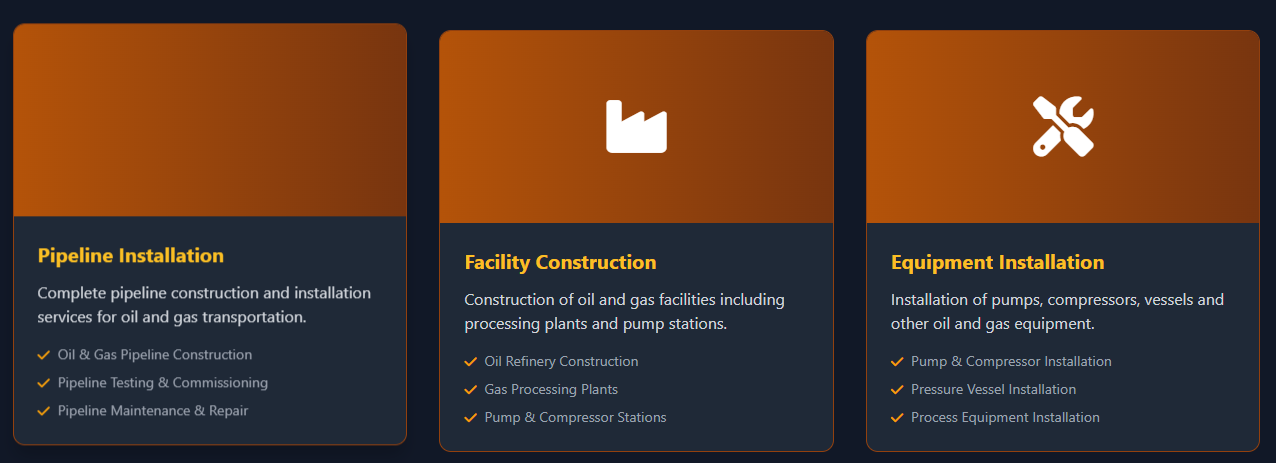 Pipeline Installation
Complete pipeline construction and installation
services for oil and gas transportation.
Oil & Gas Pipeline Construction
Pipeline Testing & Commissioning
Pipeline Maintenance & Repair
Facility Construction
Construction of oil and gas facilities including
processing plants and pump stations.
Oil Refinery Construction
Gas Processing Plants
Pump & Compressor Stations
Equipment Installation
Installation of pumps, compressors, vessels and
other oil and gas equipment.
Pump & Compressor Installation
Pressure Vessel Installation
Process Equipment Installation